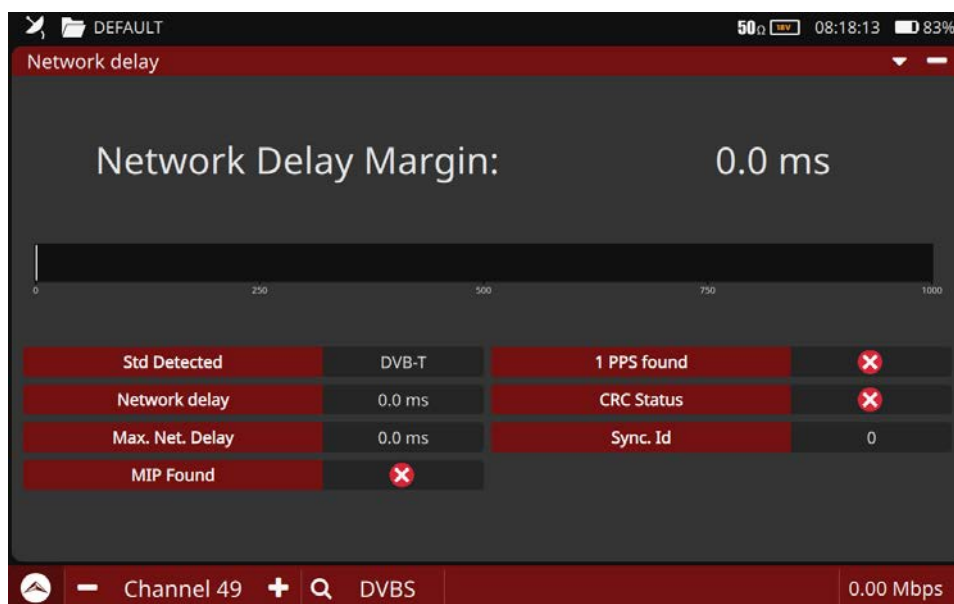 DEFAULT 50Ω 18V 08:18:13 83%
Network delay
Network Delay Margin: 0.0 ms
0 250 500 750 1000
Std Detected DVB-T 1 PPS found
Network delay 0.0 ms CRC Status
Max. Net. Delay 0.0 ms Sync. Id 0
MIP Found
Channel 49 DVBS 0.00 Mbps